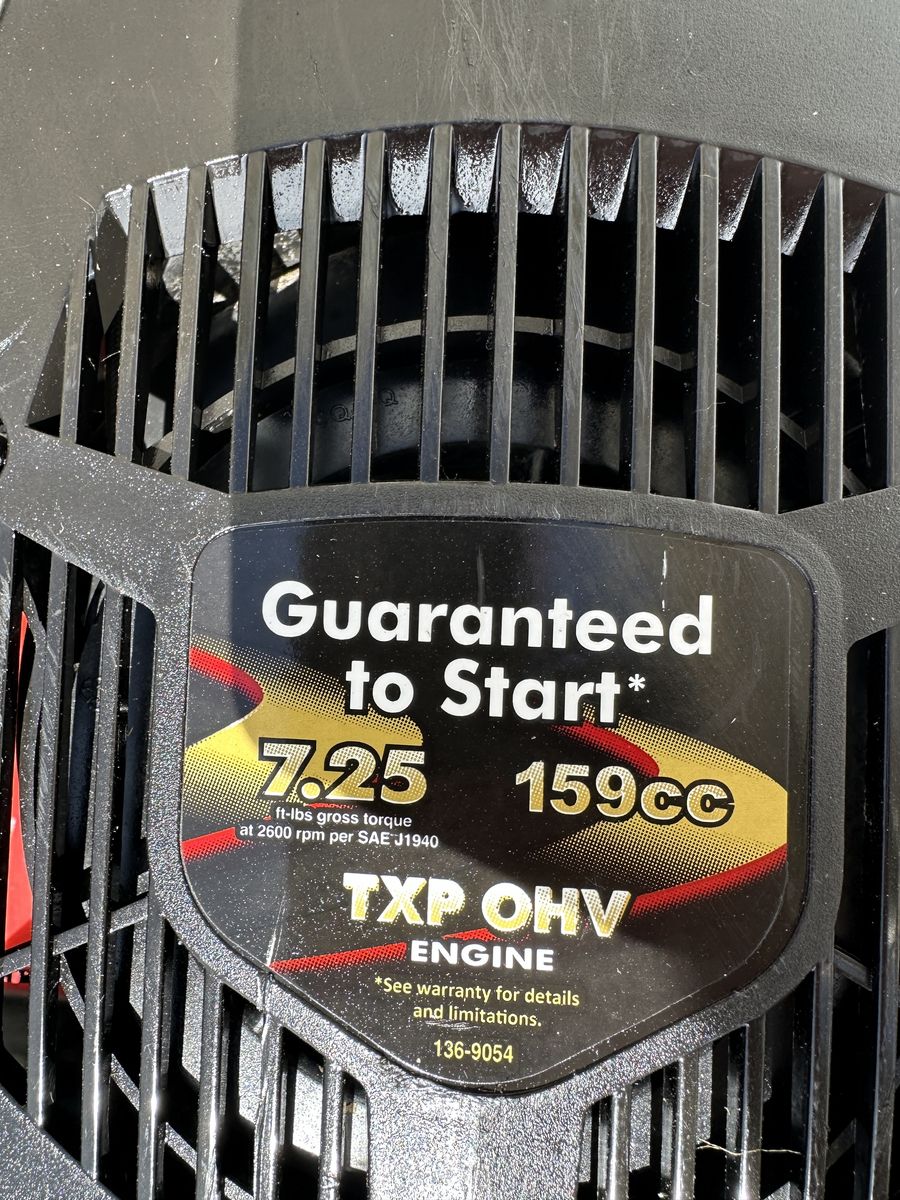 Guaranteed
to Start*
7.25 159cc
ft-lbs gross torque
at 2600 rpm per SAE J1940
TXP OHV
ENGINE
*See warranty for details
and limitations.
136-9054